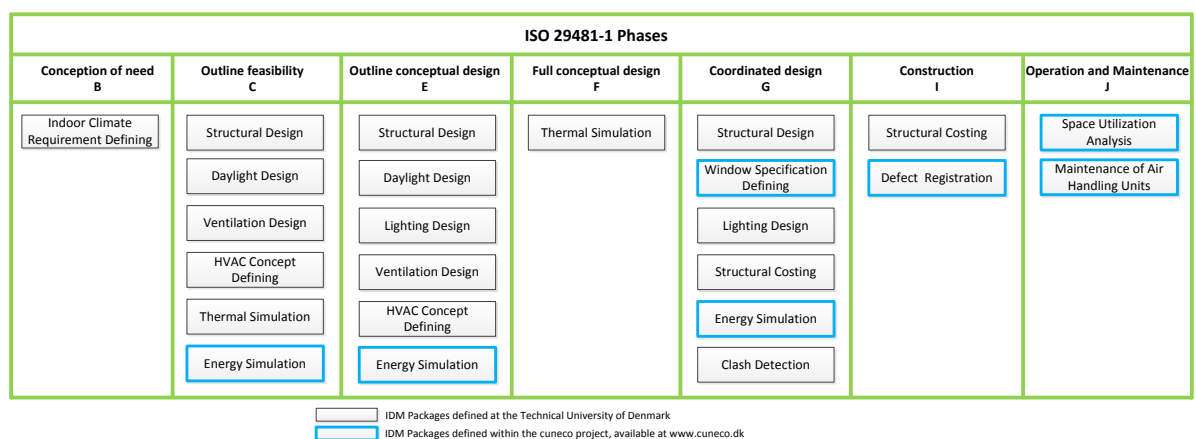 ISO 29481-1 Phases
Conception of need
B
Outline feasibility
C
Outline conceptual design
E
Full conceptual design
F
Coordinated design
G
Construction
I
Operation and Maintenance
J
Indoor Climate
Requirement Defining
Structural Design
Daylight Design
Ventilation Design
HVAC Concept
Defining
Thermal Simulation
Energy Simulation
Structural Design
Daylight Design
Lighting Design
Ventilation Design
HVAC Concept
Defining
Energy Simulation
Thermal Simulation
Structural Design
Window Specification
Defining
Lighting Design
Structural Costing
Energy Simulation
Clash Detection
Structural Costing
Defect Registration
Space Utilization
Analysis
Maintenance of Air
Handling Units
IDM Packages defined at the Technical University of Denmark
IDM Packages defined within the cuneco project, available at www.cuneco.dk